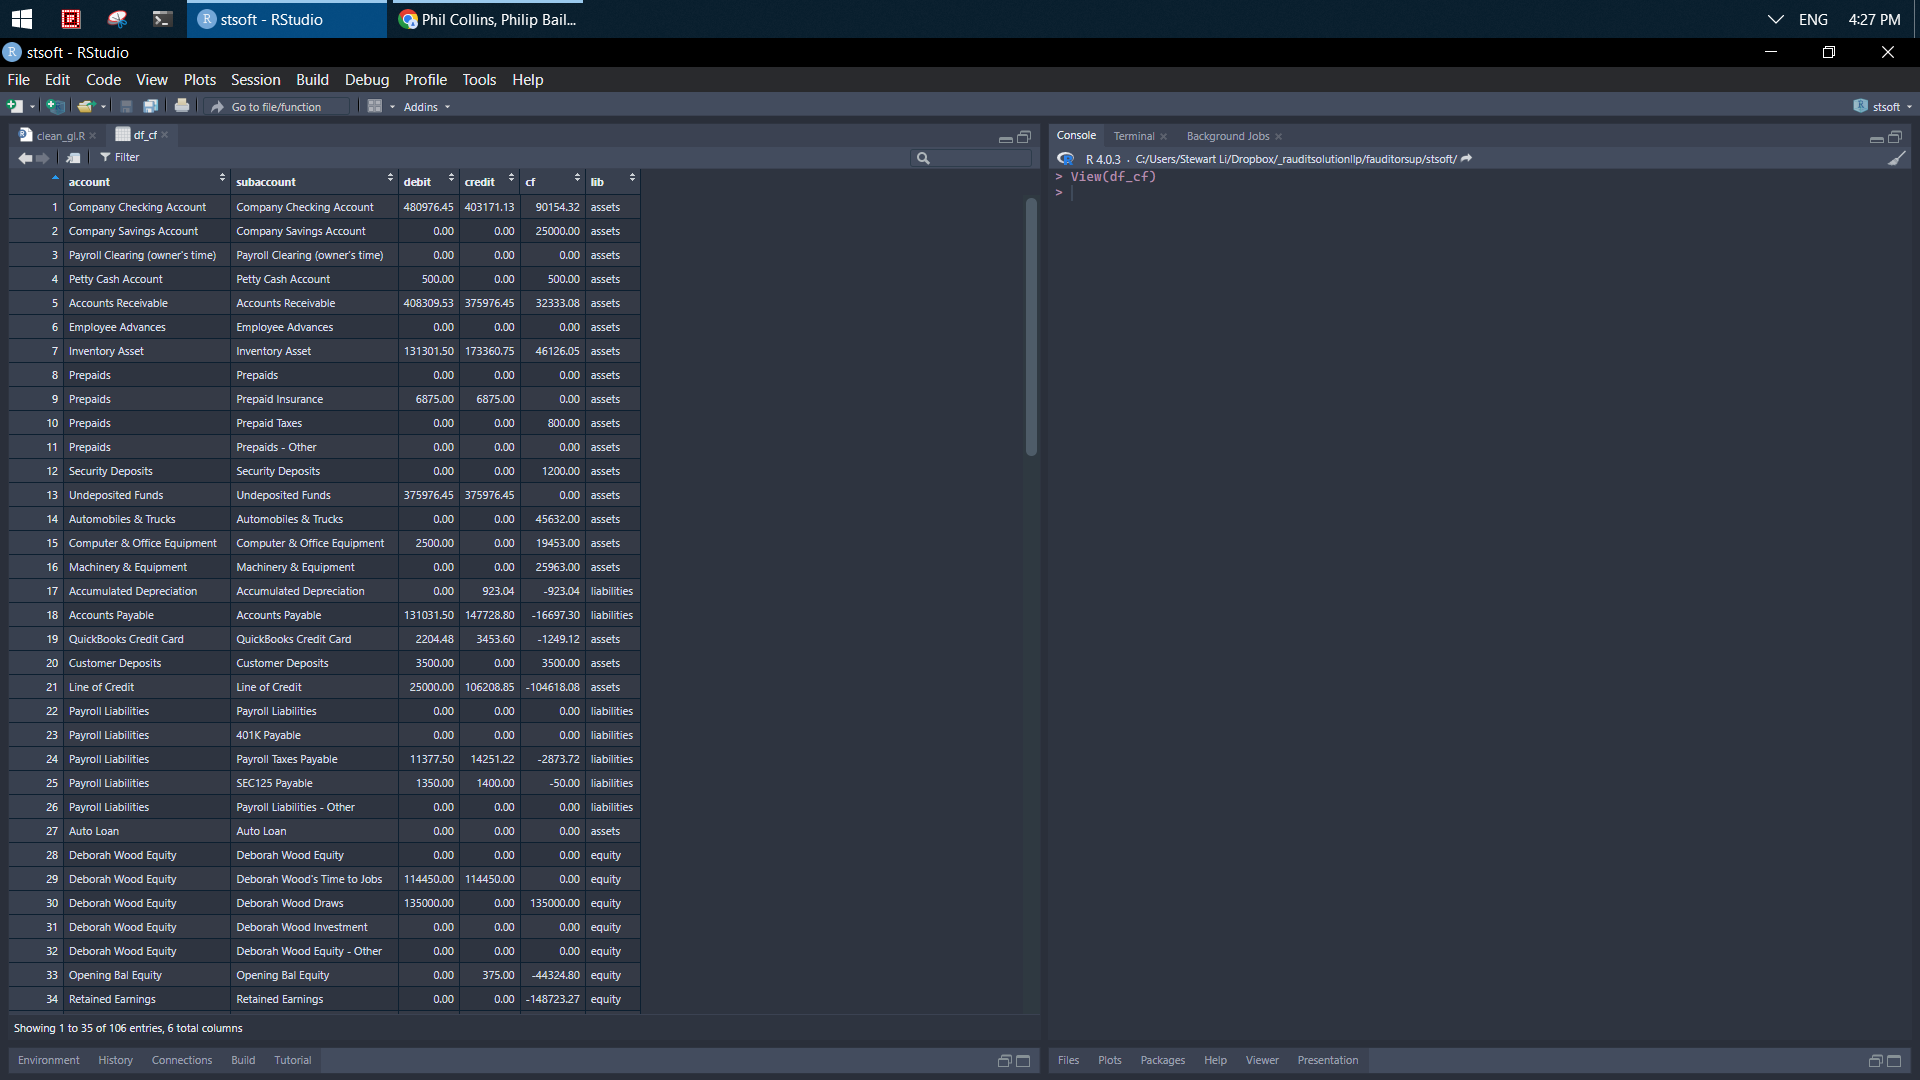 stsoft - RStudio
Phil Collins, Philip Bail...
ENG 4:27 PM
stsoft - RStudio
File Edit Code View Plots Session Build Debug Profile Tools Help
Go to file/function Addins stsoft
clean_gl.R df_cf
Filter
account subaccount debit credit cf lib
1 Company Checking Account Company Checking Account 480976.45 403171.13 90154.32 assets
2 Company Savings Account Company Savings Account 0.00 0.00 25000.00 assets
3 Payroll Clearing (owner's time) Payroll Clearing (owner's time) 0.00 0.00 0.00 assets
4 Petty Cash Account Petty Cash Account 500.00 0.00 500.00 assets
5 Accounts Receivable Accounts Receivable 408309.53 375976.45 32333.08 assets
6 Employee Advances Employee Advances 0.00 0.00 0.00 assets
7 Inventory Asset Inventory Asset 131301.50 173360.75 46126.05 assets
8 Prepaids Prepaids 0.00 0.00 0.00 assets
9 Prepaids Prepaid Insurance 6875.00 6875.00 0.00 assets
10 Prepaids Prepaid Taxes 0.00 0.00 800.00 assets
11 Prepaids Prepaids - Other 0.00 0.00 0.00 assets
12 Security Deposits Security Deposits 0.00 0.00 1200.00 assets
13 Undeposited Funds Undeposited Funds 375976.45 375976.45 0.00 assets
14 Automobiles & Trucks Automobiles & Trucks 0.00 0.00 45632.00 assets
15 Computer & Office Equipment Computer & Office Equipment 2500.00 0.00 19453.00 assets
16 Machinery & Equipment Machinery & Equipment 0.00 0.00 25963.00 assets
17 Accumulated Depreciation Accumulated Depreciation 0.00 923.04 -923.04 liabilities
18 Accounts Payable Accounts Payable 131031.50 147728.80 -16697.30 liabilities
19 QuickBooks Credit Card QuickBooks Credit Card 2204.48 3453.60 -1249.12 assets
20 Customer Deposits Customer Deposits 3500.00 0.00 3500.00 assets
21 Line of Credit Line of Credit 25000.00 106208.85 -104618.08 assets
22 Payroll Liabilities Payroll Liabilities 0.00 0.00 0.00 liabilities
23 Payroll Liabilities 401K Payable 0.00 0.00 0.00 liabilities
24 Payroll Liabilities Payroll Taxes Payable 11377.50 14251.22 -2873.72 liabilities
25 Payroll Liabilities SEC125 Payable 1350.00 1400.00 -50.00 liabilities
26 Payroll Liabilities Payroll Liabilities - Other 0.00 0.00 0.00 liabilities
27 Auto Loan Auto Loan 0.00 0.00 0.00 assets
28 Deborah Wood Equity Deborah Wood Equity 0.00 0.00 0.00 equity
29 Deborah Wood Equity Deborah Wood's Time to Jobs 114450.00 114450.00 0.00 equity
30 Deborah Wood Equity Deborah Wood Draws 135000.00 0.00 135000.00 equity
31 Deborah Wood Equity Deborah Wood Investment 0.00 0.00 0.00 equity
32 Deborah Wood Equity Deborah Wood Equity - Other 0.00 0.00 0.00 equity
33 Opening Bal Equity Opening Bal Equity 0.00 375.00 -44324.80 equity
34 Retained Earnings Retained Earnings 0.00 0.00 -148723.27 equity
Showing 1 to 35 of 106 entries, 6 total columns
Environment History Connections Build Tutorial
Console Terminal Background Jobs
R 4.0.3 · C:/Users/Stewart Li/Dropbox/_rauditsolutionllp/fauditorsup/stsoft/
> View(df_cf)
>
Files Plots Packages Help Viewer Presentation